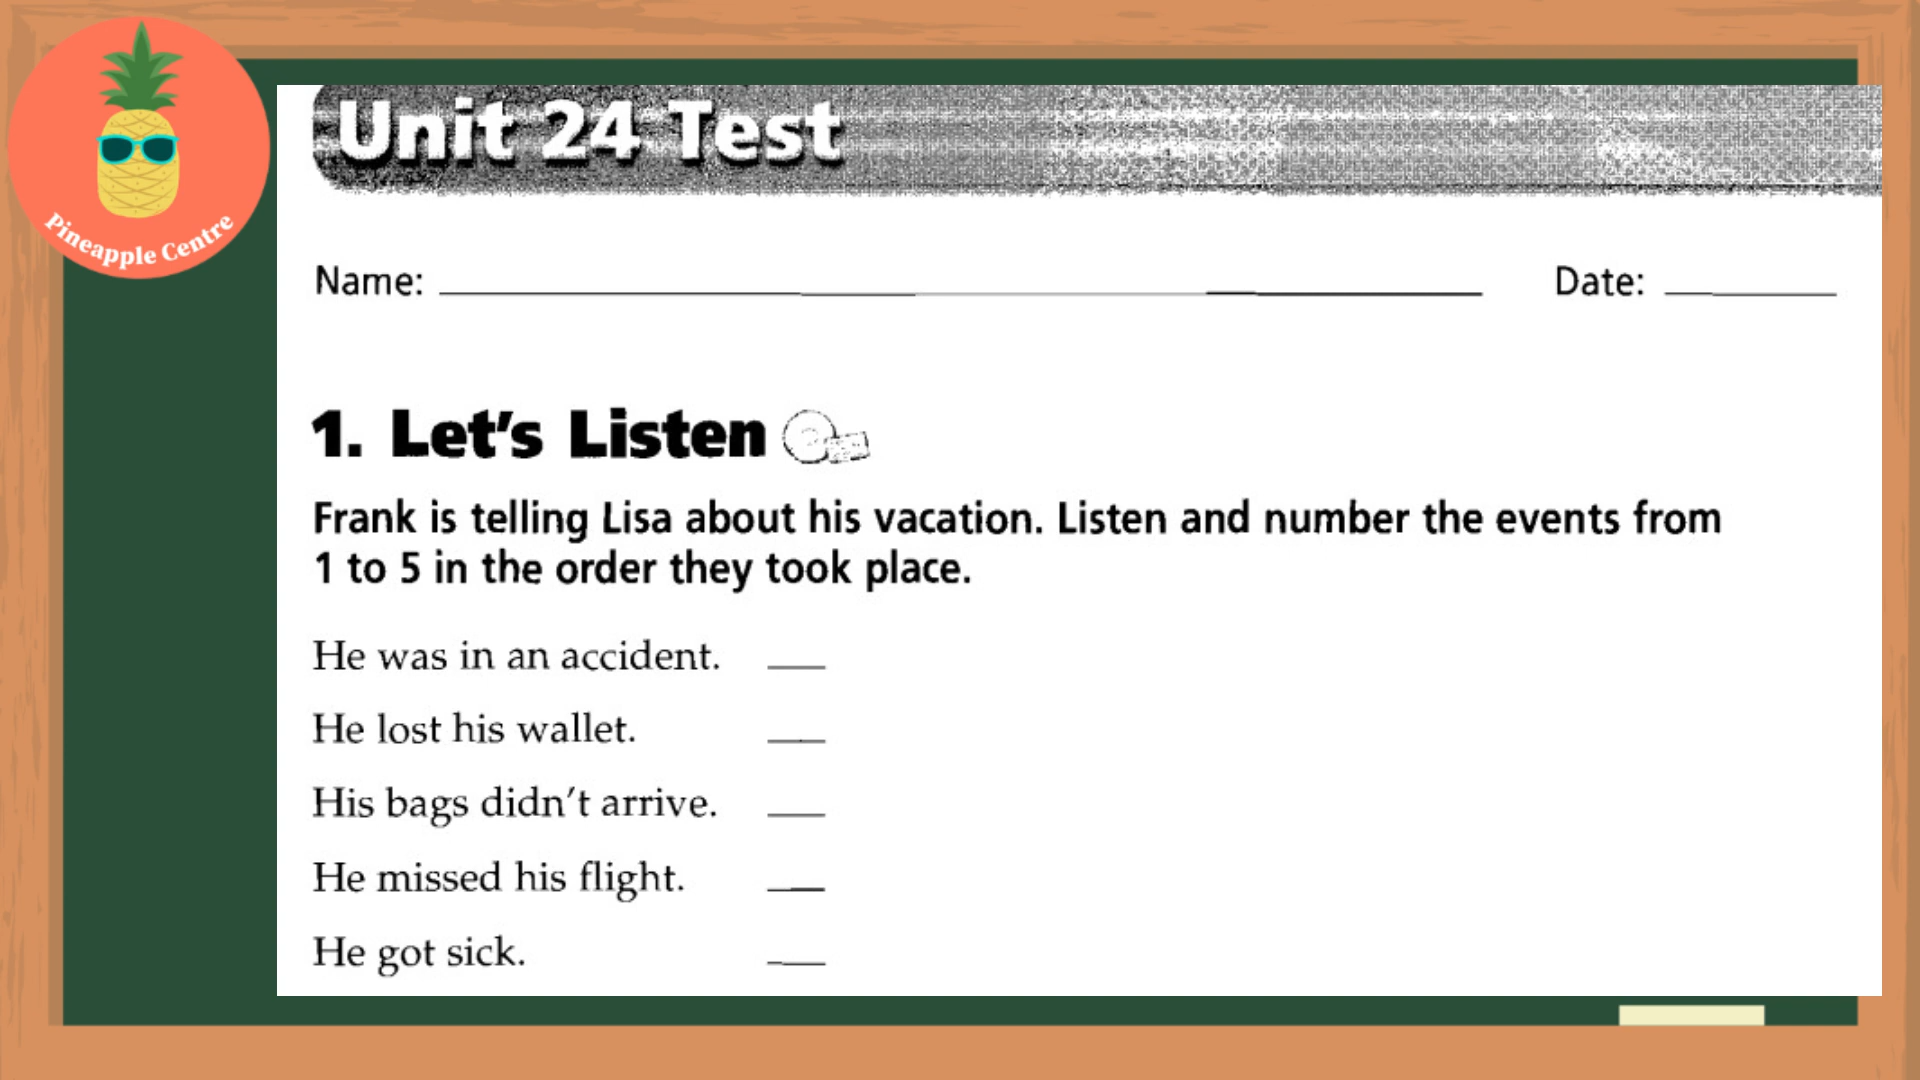 Pineapple Centre
Unit 24 Test
Name: Date:
1. Let's Listen
Frank is telling Lisa about his vacation. Listen and number the events from
1 to 5 in the order they took place.
He was in an accident.
He lost his wallet.
His bags didn't arrive.
He missed his flight.
He got sick.